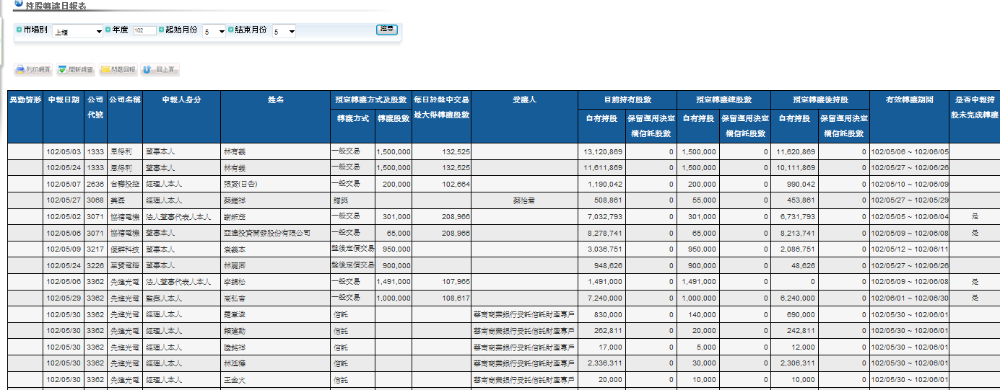 持股轉讓日報表
市場別 上櫃 年度 102 起始月份 5 結束月份 5 搜尋
列印網頁 開新視窗 問題回報 回上頁
異動情形 申報日期 公司代號 公司名稱 申報人身分 姓名 預定轉讓方式及股數 每日於盤中交易最大得轉讓股數 受讓人 目前持有股數 預定轉讓總股數 預定轉讓後持股 有效轉讓期間 是否申報持股未完成轉讓
轉讓方式 轉讓股數 自有持股 保留運用決定權信託股數 自有持股 保留運用決定權信託股數 自有持股 保留運用決定權信託股數
102/05/03 1333 恩得利 董事本人 林有義 一般交易 1,500,000 132,525 13,120,869 0 1,500,000 0 11,620,869 0 102/05/06 ~ 102/06/05
102/05/24 1333 恩得利 董事本人 林有義 一般交易 1,500,000 132,525 11,611,869 0 1,500,000 0 10,111,869 0 102/05/27 ~ 102/06/26
102/05/07 2636 台驊投控 經理人本人 張資(日告) 一般交易 200,000 102,664 1,190,042 0 200,000 0 990,042 0 102/05/10 ~ 102/06/09
102/05/27 3068 美磊 經理人本人 蔡鎧祥 贈與 蔡怡君 508,861 0 55,000 0 453,861 0 102/05/27 ~ 102/05/29
102/05/02 3071 協禧電機 法人董事代表人本人 謝新茂 一般交易 301,000 208,966 7,032,793 0 301,000 0 6,731,793 0 102/05/05 ~ 102/06/04 是
102/05/06 3071 協禧電機 董事本人 亞進投資開發股份有限公司 一般交易 65,000 208,966 8,278,741 0 65,000 0 8,213,741 0 102/05/09 ~ 102/06/08 是
102/05/09 3217 優群科技 董事本人 袁義本 盤後定價交易 950,000 3,036,751 0 950,000 0 2,086,751 0 102/05/12 ~ 102/06/11
102/05/24 3226 至寶電腦 董事本人 林麗卿 盤後定價交易 900,000 948,626 0 900,000 0 48,626 0 102/05/27 ~ 102/06/26
102/05/06 3362 先進光電 法人董事代表人本人 李錦松 一般交易 1,491,000 107,965 1,491,000 0 1,491,000 0 0 0 102/05/09 ~ 102/06/08 是
102/05/29 3362 先進光電 監察人本人 高弘吉 一般交易 1,000,000 108,617 7,240,000 0 1,000,000 0 6,240,000 0 102/06/01 ~ 102/06/30 是
102/05/30 3362 先進光電 經理人本人 羅章浚 信託 華南商業銀行受託信託財產專戶 830,000 0 140,000 0 690,000 0 102/05/30 ~ 102/06/01
102/05/30 3362 先進光電 經理人本人 賴建勳 信託 華南商業銀行受託信託財產專戶 262,811 0 20,000 0 242,811 0 102/05/30 ~ 102/06/01
102/05/30 3362 先進光電 經理人本人 陸銘祥 信託 華南商業銀行受託信託財產專戶 17,000 0 5,000 0 12,000 0 102/05/30 ~ 102/06/01
102/05/30 3362 先進光電 經理人本人 林廷樺 信託 華南商業銀行受託信託財產專戶 2,336,311 0 30,000 0 2,306,311 0 102/05/30 ~ 102/06/01
102/05/30 3362 先進光電 經理人本人 王金火 信託 華南商業銀行受託信託財產專戶 20,000 0 10,000 0 10,000 0 102/05/30 ~ 102/06/01